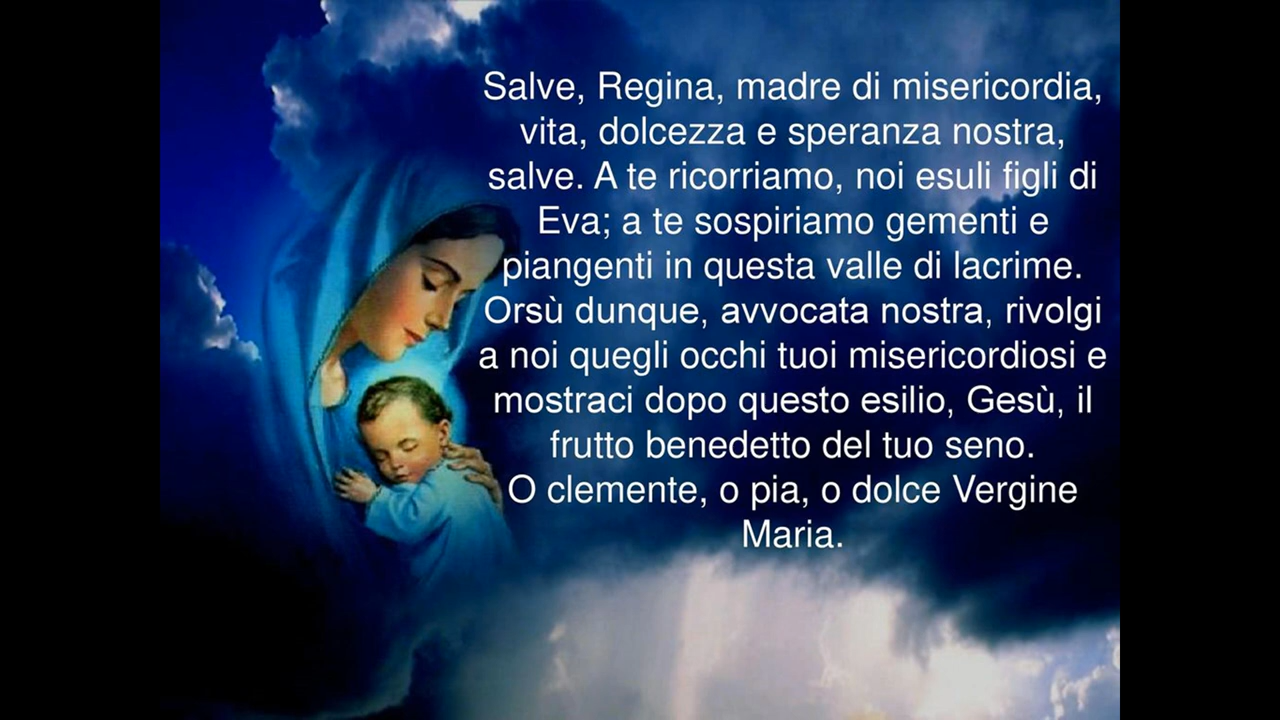 Salve, Regina, madre di misericordia,
vita, dolcezza e speranza nostra,
salve. A te ricorriamo, noi esuli figli di
Eva; a te sospiriamo gementi e
piangenti in questa valle di lacrime.
Orsù dunque, avvocata nostra, rivolgi
a noi quegli occhi tuoi misericordiosi e
mostraci dopo questo esilio, Gesù, il
frutto benedetto del tuo seno.
O clemente, o pia, o dolce Vergine
Maria.